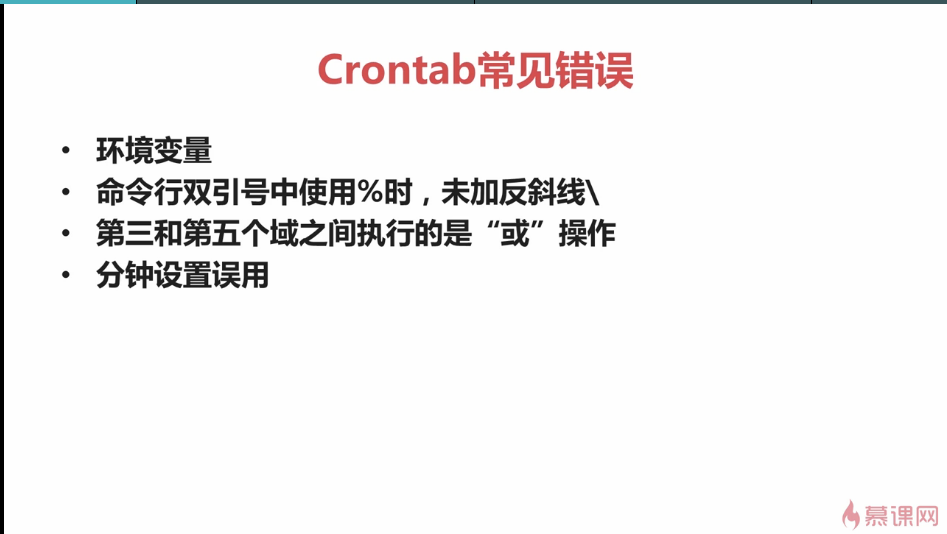 Crontab常见错误
• 环境变量
• 命令行双引号中使用%时，未加反斜线\
• 第三和第五个域之间执行的是“或”操作
• 分钟设置误用
慕课网